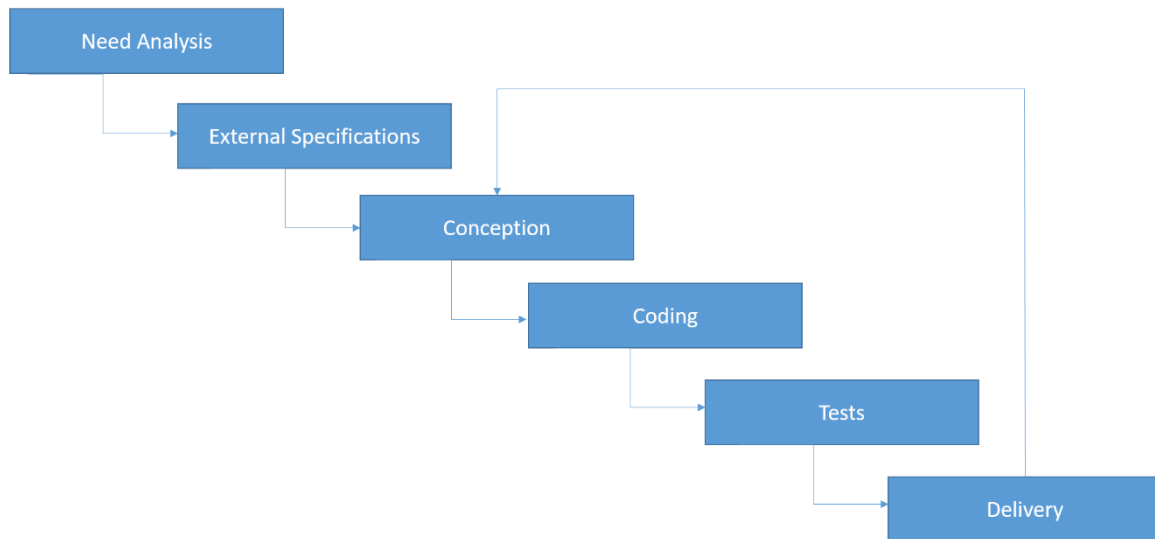 Need Analysis
External Specifications
Conception
Coding
Tests
Delivery